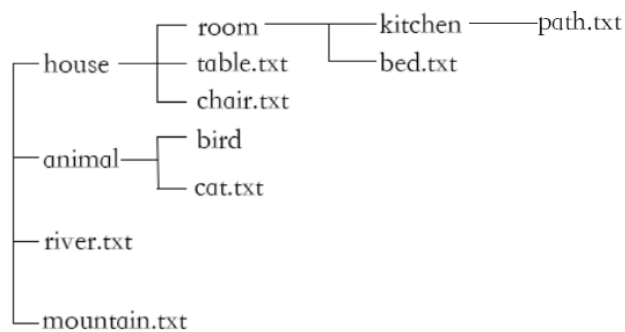 room kitchen path.txt
house table.txt bed.txt
chair.txt
bird
animal
cat.txt
river.txt
mountain.txt